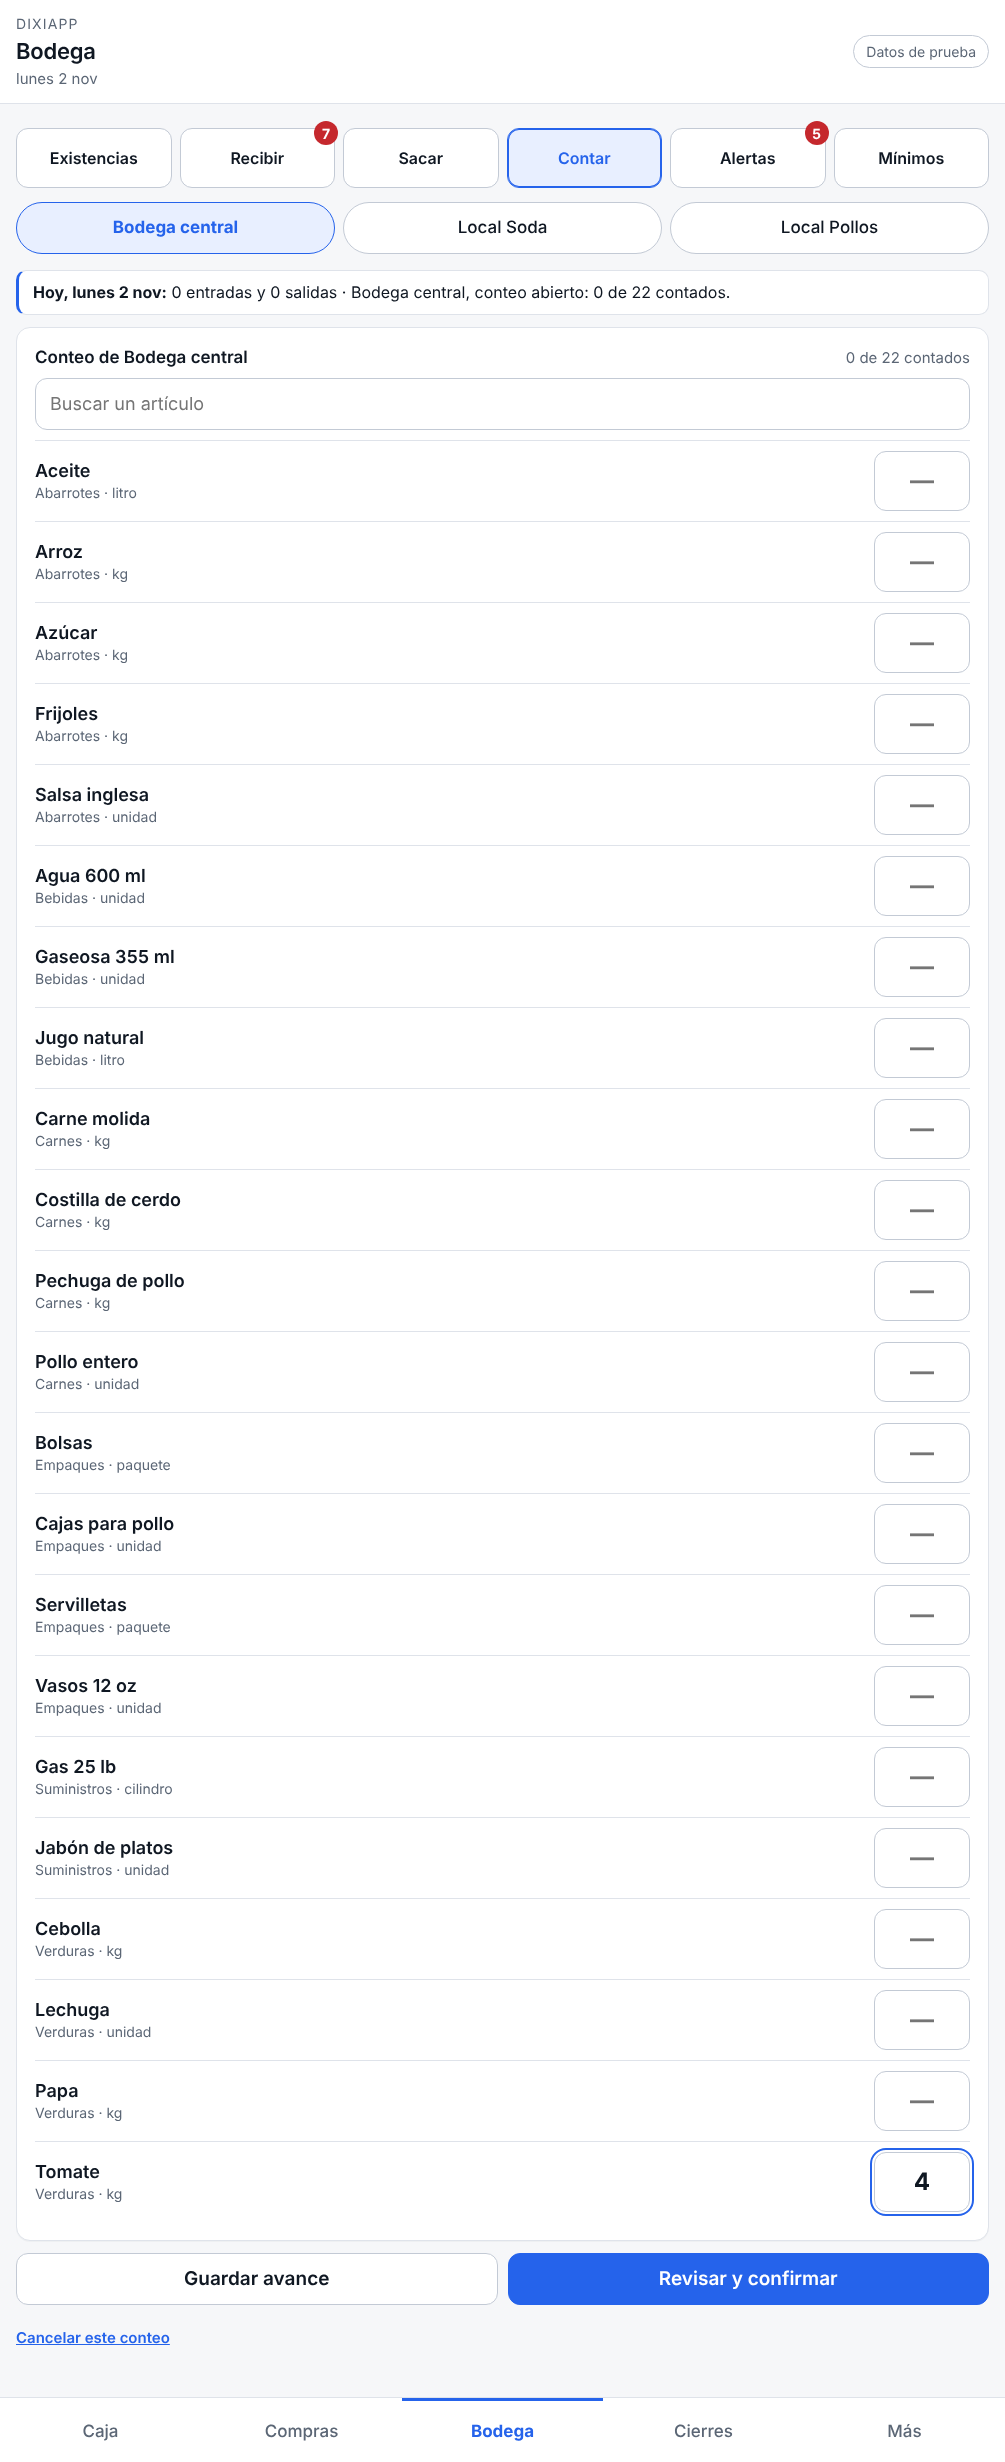 DIXIAPP
Bodega
lunes 2 nov
Datos de prueba
Existencias
Recibir
7
Sacar
Contar
Alertas
5
Mínimos
Bodega central
Local Soda
Local Pollos
Hoy, lunes 2 nov: 0 entradas y 0 salidas · Bodega central, conteo abierto: 0 de 22 contados.
Conteo de Bodega central
0 de 22 contados
Buscar un artículo
Aceite
Abarrotes · litro
—
Arroz
Abarrotes · kg
—
Azúcar
Abarrotes · kg
—
Frijoles
Abarrotes · kg
—
Salsa inglesa
Abarrotes · unidad
—
Agua 600 ml
Bebidas · unidad
—
Gaseosa 355 ml
Bebidas · unidad
—
Jugo natural
Bebidas · litro
—
Carne molida
Carnes · kg
—
Costilla de cerdo
Carnes · kg
—
Pechuga de pollo
Carnes · kg
—
Pollo entero
Carnes · unidad
—
Bolsas
Empaques · paquete
—
Cajas para pollo
Empaques · unidad
—
Servilletas
Empaques · paquete
—
Vasos 12 oz
Empaques · unidad
—
Gas 25 lb
Suministros · cilindro
—
Jabón de platos
Suministros · unidad
—
Cebolla
Verduras · kg
—
Lechuga
Verduras · unidad
—
Papa
Verduras · kg
—
Tomate
Verduras · kg
4
Guardar avance
Revisar y confirmar
Cancelar este conteo
Caja
Compras
Bodega
Cierres
Más